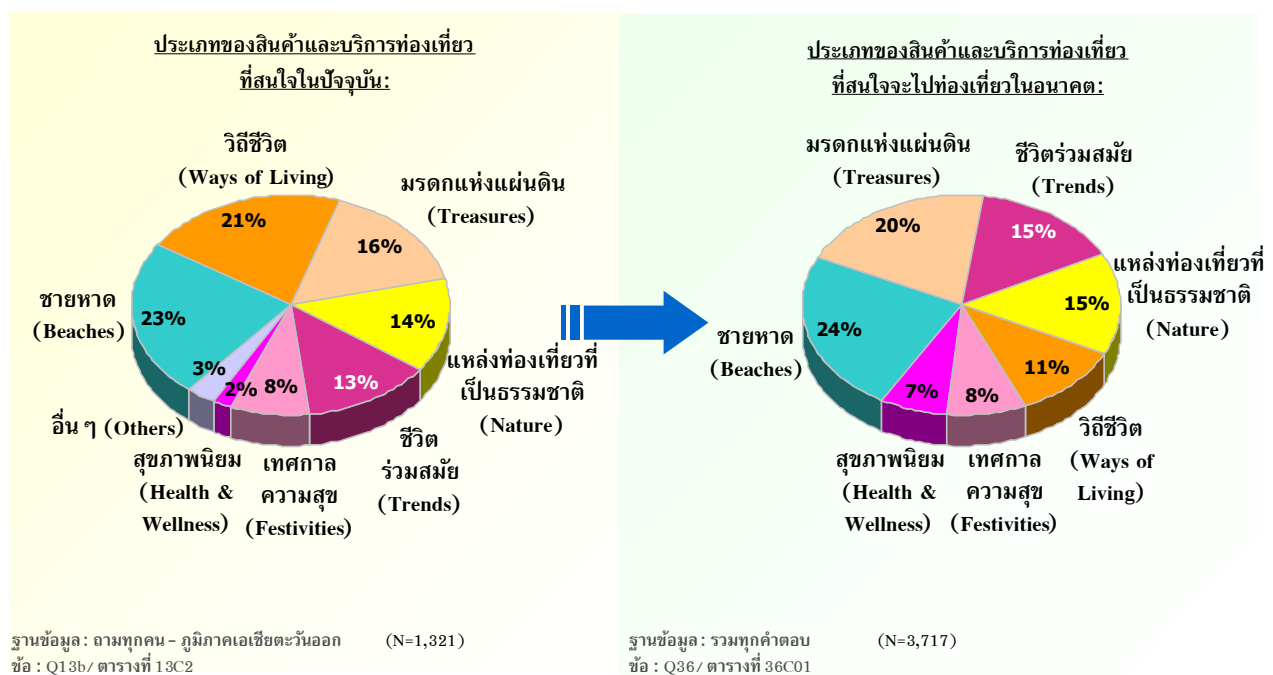 ประเภทของสินค้าและบริการท่องเที่ยว
ที่สนใจในปัจจุบัน:
วิถีชีวิต
(Ways of Living)
มรดกแห่งแผ่นดิน
(Treasures)
21%
16%
ชายหาด
(Beaches)
23%
14%
3%
2%
8%
13%
แหล่งท่องเที่ยวที่
เป็นธรรมชาติ
(Nature)
อื่น ๆ (Others)
สุขภาพนิยม
(Health &
Wellness)
เทศกาล
ความสุข
(Festivities)
ชีวิต
ร่วมสมัย
(Trends)
ฐานข้อมูล : ถามทุกคน – ภูมิภาคเอเชียตะวันออก (N=1,321)
ข้อ : Q13b/ ตารางที่ 13C2
ประเภทของสินค้าและบริการท่องเที่ยว
ที่สนใจจะไปท่องเที่ยวในอนาคต:
มรดกแห่งแผ่นดิน
(Treasures)
ชีวิตร่วมสมัย
(Trends)
20%
15%
แหล่งท่องเที่ยวที่
เป็นธรรมชาติ
(Nature)
15%
ชายหาด
(Beaches)
24%
7%
8%
11%
สุขภาพนิยม
(Health &
Wellness)
เทศกาล
ความสุข
(Festivities)
วิถีชีวิต
(Ways of
Living)
ฐานข้อมูล : รวมทุกคำตอบ (N=3,717)
ข้อ : Q36/ ตารางที่ 36C01